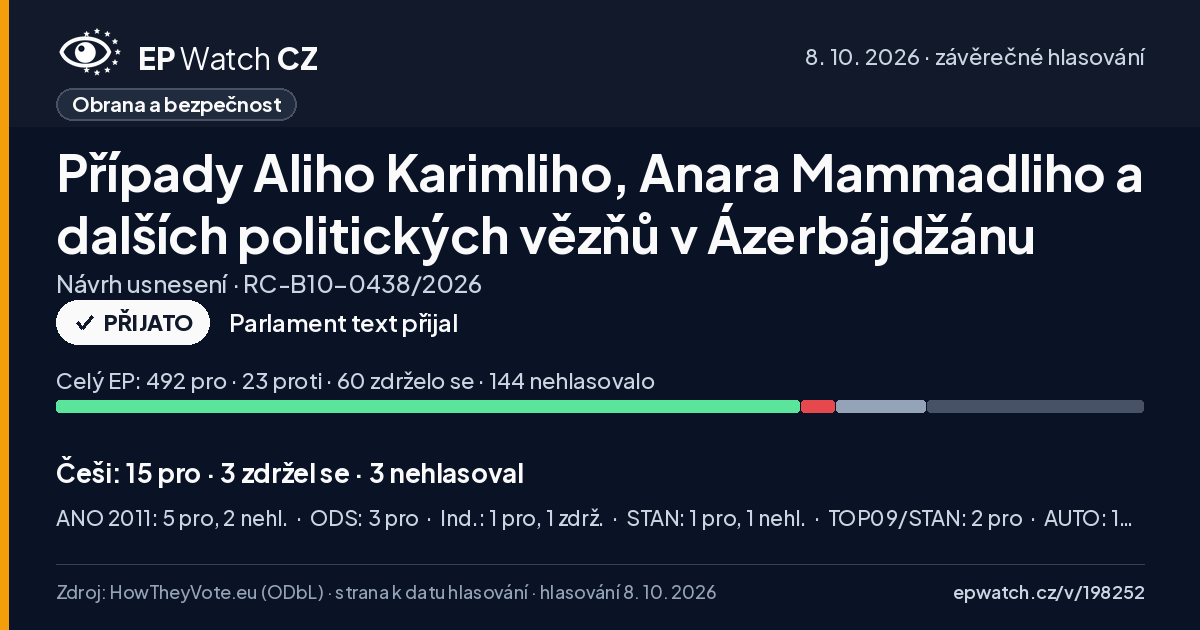 EP Watch CZ
8. 10. 2026 · závěrečné hlasování
Obrana a bezpečnost
Případy Aliho Karimliho, Anara Mammadliho a
dalších politických vězňů v Ázerbájdžánu
Návrh usnesení · RC-B10-0438/2026
✓ PŘIJATO
Parlament text přijal
Celý EP: 492 pro · 23 proti · 60 zdrželo se · 144 nehlasovalo
Češi: 15 pro · 3 zdržel se · 3 nehlasoval
ANO 2011: 5 pro, 2 nehl. · ODS: 3 pro · Ind.: 1 pro, 1 zdrž. · STAN: 1 pro, 1 nehl. · TOP09/STAN: 2 pro · AUTO: 1…
Zdroj: HowTheyVote.eu (ODbL) · strana k datu hlasování · hlasování 8. 10. 2026
epwatch.cz/v/198252